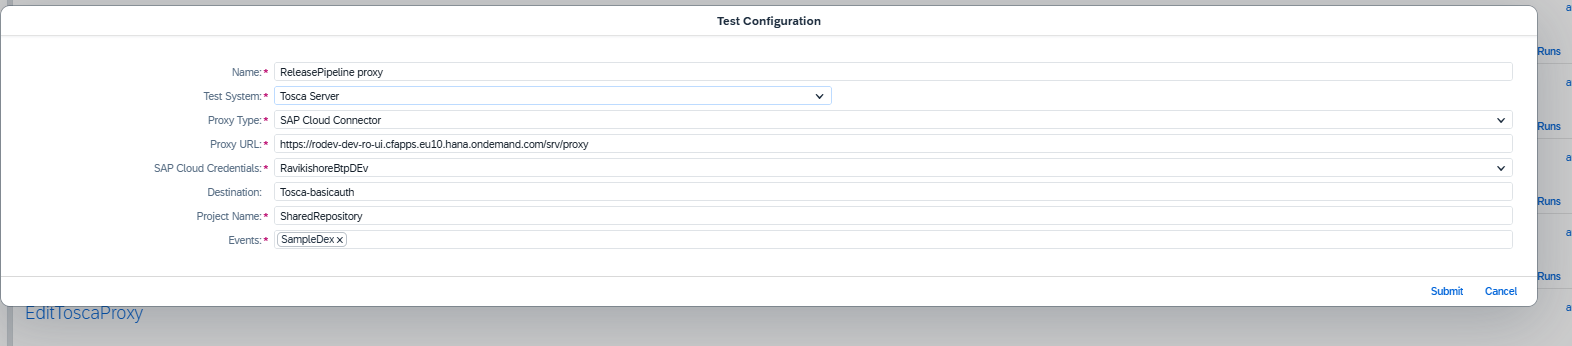 Test Configuration
Name:* ReleasePipeline proxy
Test System:* Tosca Server
Proxy Type:* SAP Cloud Connector
Proxy URL:* https://rodev-dev-ro-ui.cfapps.eu10.hana.ondemand.com/srv/proxy
SAP Cloud Credentials:* RavikishoreBtpDEv
Destination: Tosca-basicauth
Project Name:* SharedRepository
Events:* SampleDex ×
Submit Cancel
EditToscaProxy
a
Runs
a
Runs
a
Runs
a
Runs
a